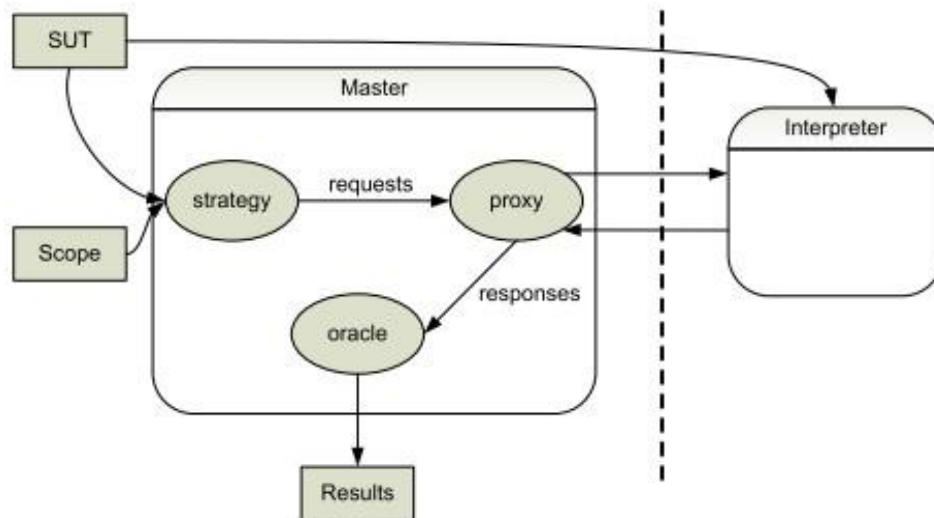 SUT
Master
Interpreter
strategy
requests
proxy
Scope
responses
oracle
Results